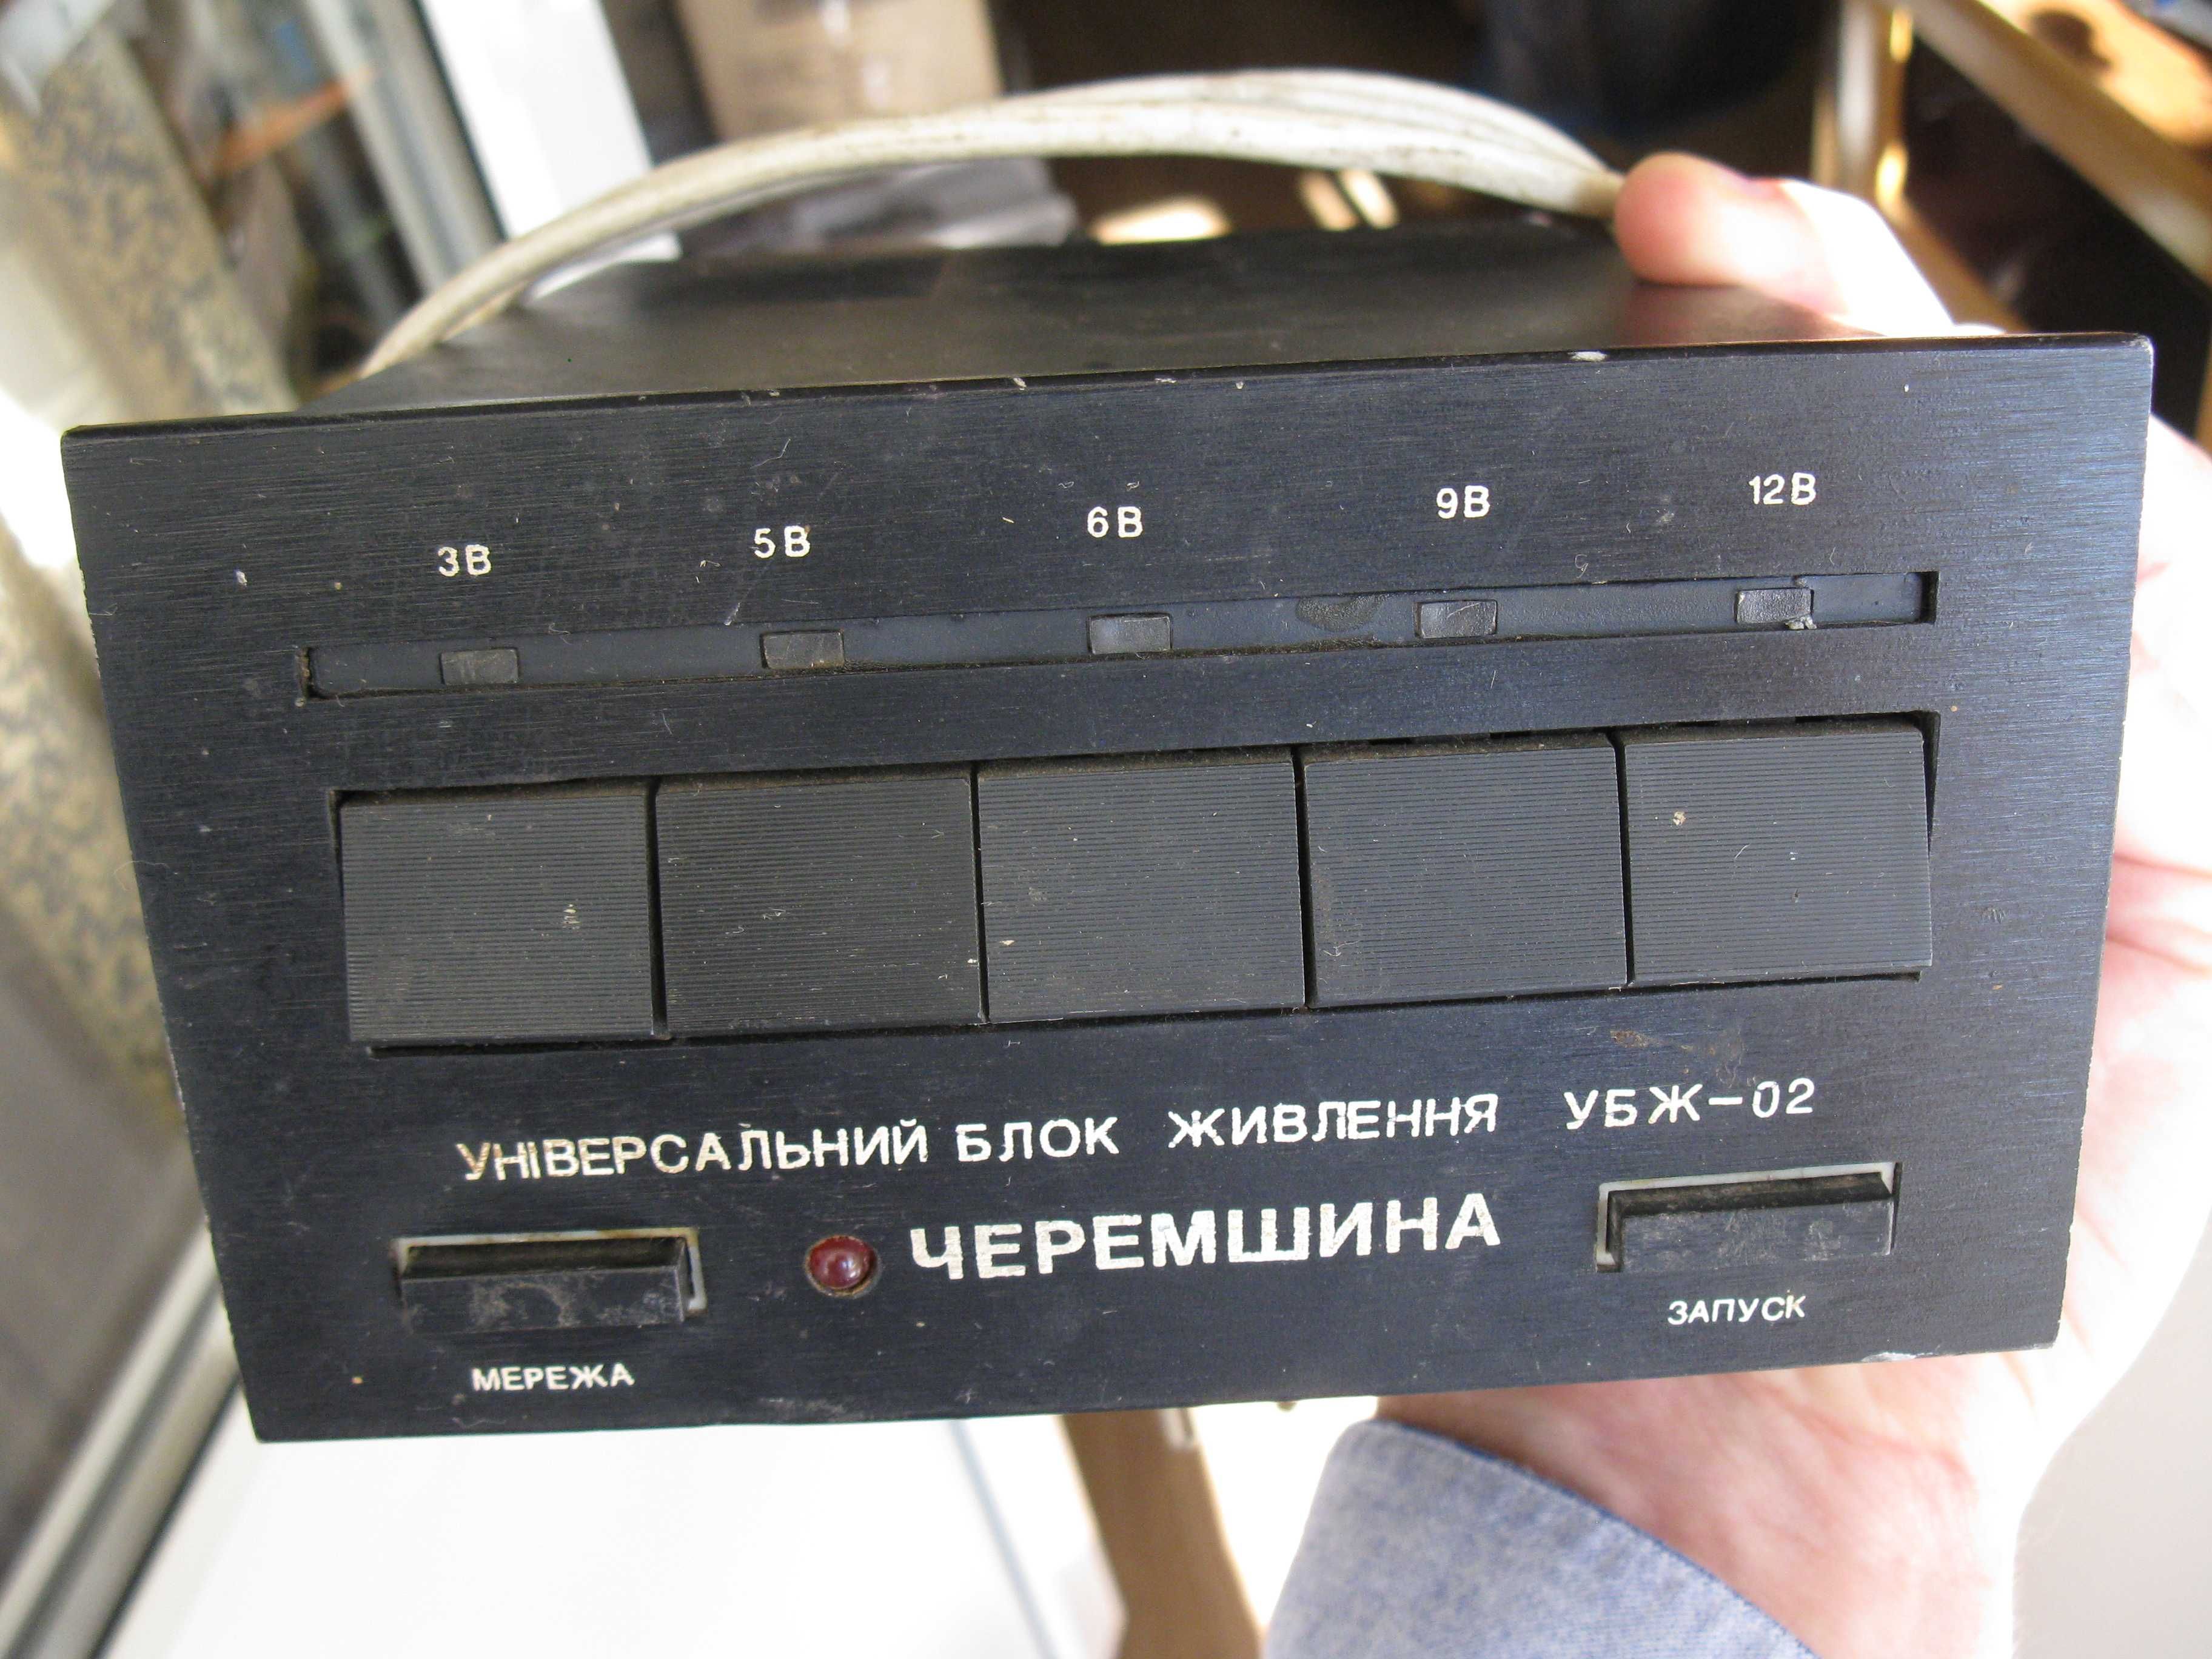 3В 5В 6В 9В 12В
УНІВЕРСАЛЬНИЙ БЛОК ЖИВЛЕННЯ УБЖ-02
ЧЕРЕМШИНА
МЕРЕЖА
ЗАПУСК